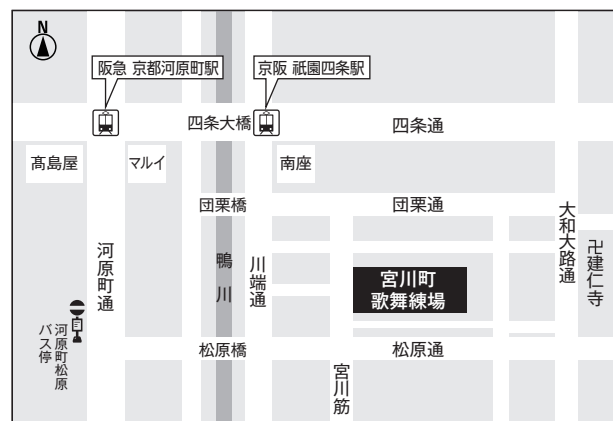 N
阪急 京都河原町駅
京阪 祇園四条駅
四条大橋
四条通
髙島屋
マルイ
南座
団栗橋
団栗通
河原町通
鴨川
川端通
大和大路通
卍建仁寺
宮川町
歌舞練場
河原町松原
バス停
松原橋
松原通
宮川筋